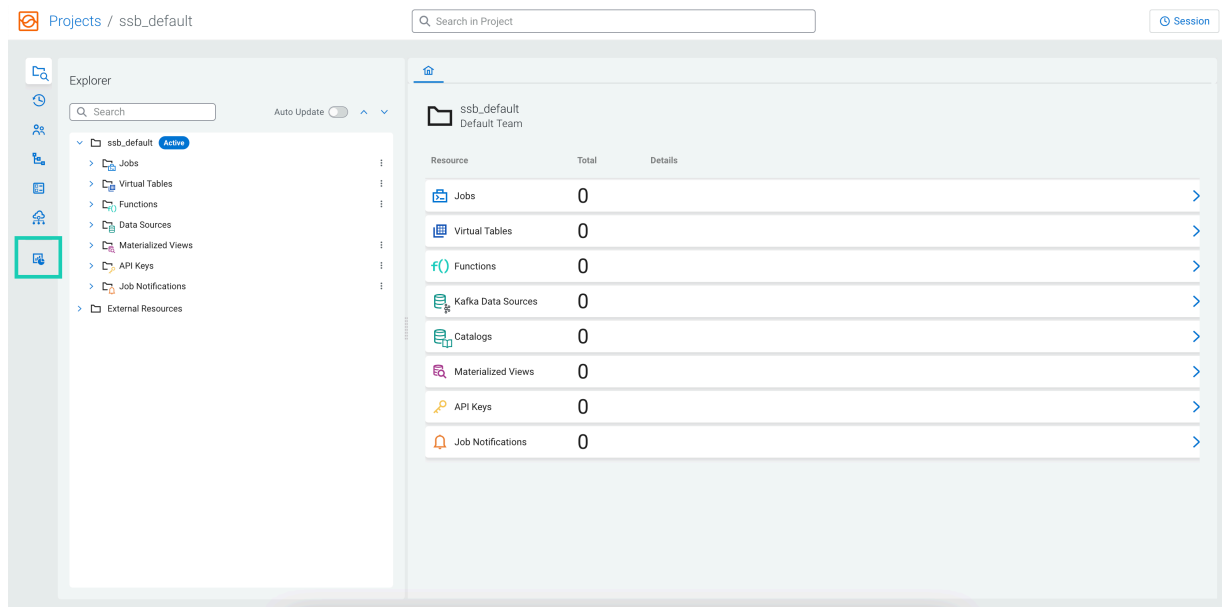 Projects / ssb_default
Search in Project
Session
Explorer
Search
Auto Update
ssb_default Active
Jobs
Virtual Tables
Functions
Data Sources
Materialized Views
API Keys
Job Notifications
External Resources
ssb_default
Default Team
Resource Total Details
Jobs 0
Virtual Tables 0
f() Functions 0
Kafka Data Sources 0
Catalogs 0
Materialized Views 0
API Keys 0
Job Notifications 0